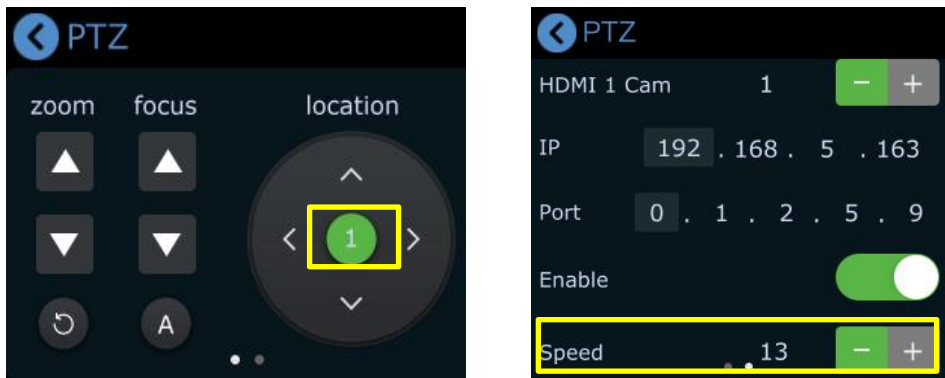 PTZ
zoom focus location
1
A
PTZ
HDMI 1 Cam 1 − +
IP 192 . 168 . 5 . 163
Port 0 . 1 . 2 . 5 . 9
Enable
Speed 13 − +